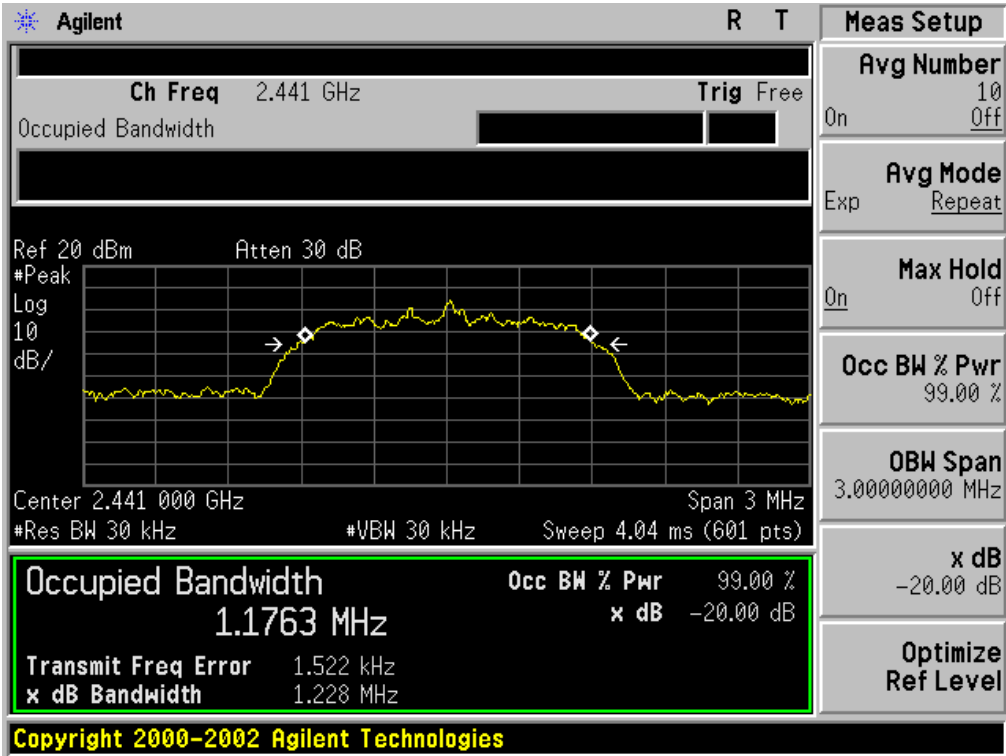 Agilent R T
Ch Freq 2.441 GHz Trig Free
Occupied Bandwidth
Ref 20 dBm Atten 30 dB
#Peak
Log
10
dB/
Center 2.441 000 GHz Span 3 MHz
#Res BW 30 kHz #VBW 30 kHz Sweep 4.04 ms (601 pts)
Occupied Bandwidth Occ BW % Pwr 99.00 %
1.1763 MHz x dB -20.00 dB
Transmit Freq Error 1.522 kHz
x dB Bandwidth 1.228 MHz
Copyright 2000-2002 Agilent Technologies
Meas Setup
Avg Number
10
On Off
Avg Mode
Exp Repeat
Max Hold
On Off
Occ BW % Pwr
99.00 %
OBW Span
3.00000000 MHz
x dB
-20.00 dB
Optimize
Ref Level